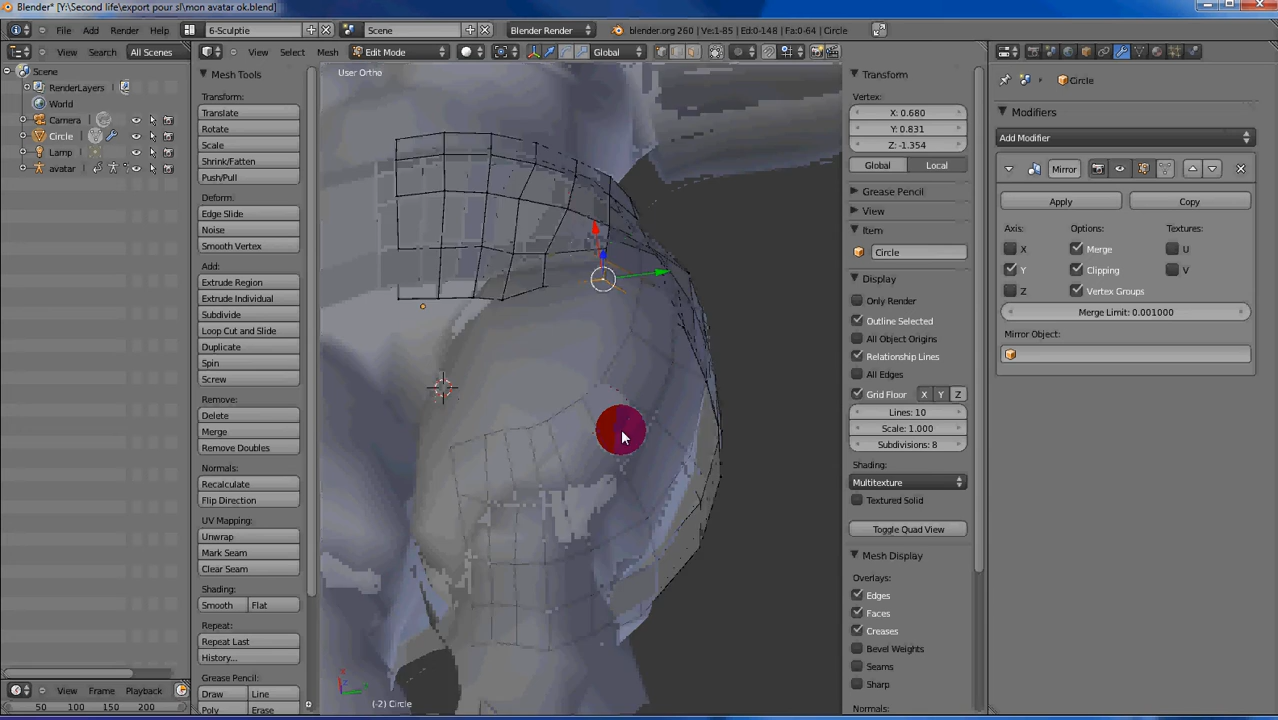 Blender* [Y:\Second life\export pour sl\mon avatar ok.blend]
File Add Render Help 6-Sculptie Scene Blender Render blender.org 260 | Ve:1-85 | Ed:0-148 | Fa:0-64 | Circle
View Search All Scenes View Select Mesh Edit Mode Global
Scene
RenderLayers
World
Camera
Circle
Lamp
avatar
View Frame Playback
50 100 150 200
Mesh Tools
Transform:
Translate
Rotate
Scale
Shrink/Fatten
Push/Pull
Deform:
Edge Slide
Noise
Smooth Vertex
Add:
Extrude Region
Extrude Individual
Subdivide
Loop Cut and Slide
Duplicate
Spin
Screw
Remove:
Delete
Merge
Remove Doubles
Normals:
Recalculate
Flip Direction
UV Mapping:
Unwrap
Mark Seam
Clear Seam
Shading:
Smooth Flat
Repeat:
Repeat Last
History...
Grease Pencil:
Draw Line
Poly Erase
User Ortho
(-2) Circle
Transform
Vertex:
X: 0.680
Y: 0.831
Z: -1.354
Global Local
Grease Pencil
View
Item
Circle
Display
Only Render
Outline Selected
All Object Origins
Relationship Lines
All Edges
Grid Floor X Y Z
Lines: 10
Scale: 1.000
Subdivisions: 8
Shading:
Multitexture
Textured Solid
Toggle Quad View
Mesh Display
Overlays:
Edges
Faces
Creases
Bevel Weights
Seams
Sharp
Normals:
Circle
Modifiers
Add Modifier
Mirror
Apply Copy
Axis: Options: Textures:
X Merge U
Y Clipping V
Z Vertex Groups
Merge Limit: 0.001000
Mirror Object: